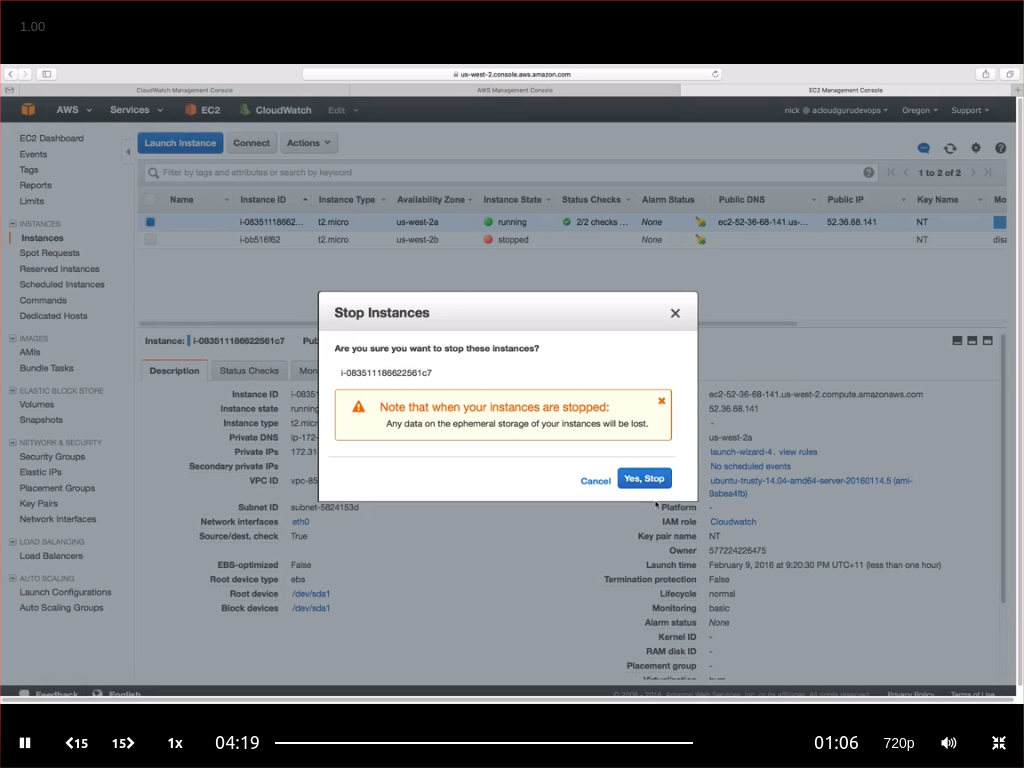 1.00
us-west-2.console.aws.amazon.com
CloudWatch Management Console
AWS Management Console
EC2 Management Console
AWS
Services
EC2
CloudWatch
Edit
nick @ acloudgurudevops
Oregon
Support
EC2 Dashboard
Events
Tags
Reports
Limits
INSTANCES
Instances
Spot Requests
Reserved Instances
Scheduled Instances
Commands
Dedicated Hosts
IMAGES
AMIs
Bundle Tasks
ELASTIC BLOCK STORE
Volumes
Snapshots
NETWORK & SECURITY
Security Groups
Elastic IPs
Placement Groups
Key Pairs
Network Interfaces
LOAD BALANCING
Load Balancers
AUTO SCALING
Launch Configurations
Auto Scaling Groups
Launch Instance
Connect
Actions
Filter by tags and attributes or search by keyword
1 to 2 of 2
Name Instance ID Instance Type Availability Zone Instance State Status Checks Alarm Status Public DNS Public IP Key Name Mo
i-08351118662... t2.micro us-west-2a running 2/2 checks ... None ec2-52-36-68-141.us-... 52.36.68.141 NT
i-bb516f62 t2.micro us-west-2b stopped None NT disa
Instance: i-083511186622561c7 Pub
Description
Status Checks
Mon
Stop Instances
Are you sure you want to stop these instances?
i-083511186622561c7
Note that when your instances are stopped:
Any data on the ephemeral storage of your instances will be lost.
Cancel
Yes, Stop
Instance ID i-08351
Instance state running
Instance type t2.micr
Private DNS ip-172-
Private IPs 172.31
Secondary private IPs
VPC ID vpc-85
Subnet ID subnet-5824153d
Network interfaces eth0
Source/dest. check True
EBS-optimized False
Root device type ebs
Root device /dev/sda1
Block devices /dev/sda1
ec2-52-36-68-141.us-west-2.compute.amazonaws.com
52.36.68.141
-
us-west-2a
launch-wizard-4. view rules
No scheduled events
ubuntu-trusty-14.04-amd64-server-20160114.5 (ami-
9abea4fb)
Platform -
IAM role Cloudwatch
Key pair name NT
Owner 577224226475
Launch time February 9, 2016 at 9:20:30 PM UTC+11 (less than one hour)
Termination protection False
Lifecycle normal
Monitoring basic
Alarm status None
Kernel ID -
RAM disk ID -
Placement group -
Virtualization hvm
Feedback
English
Privacy Policy
Terms of Use
15
15
1x
04:19
01:06
720p